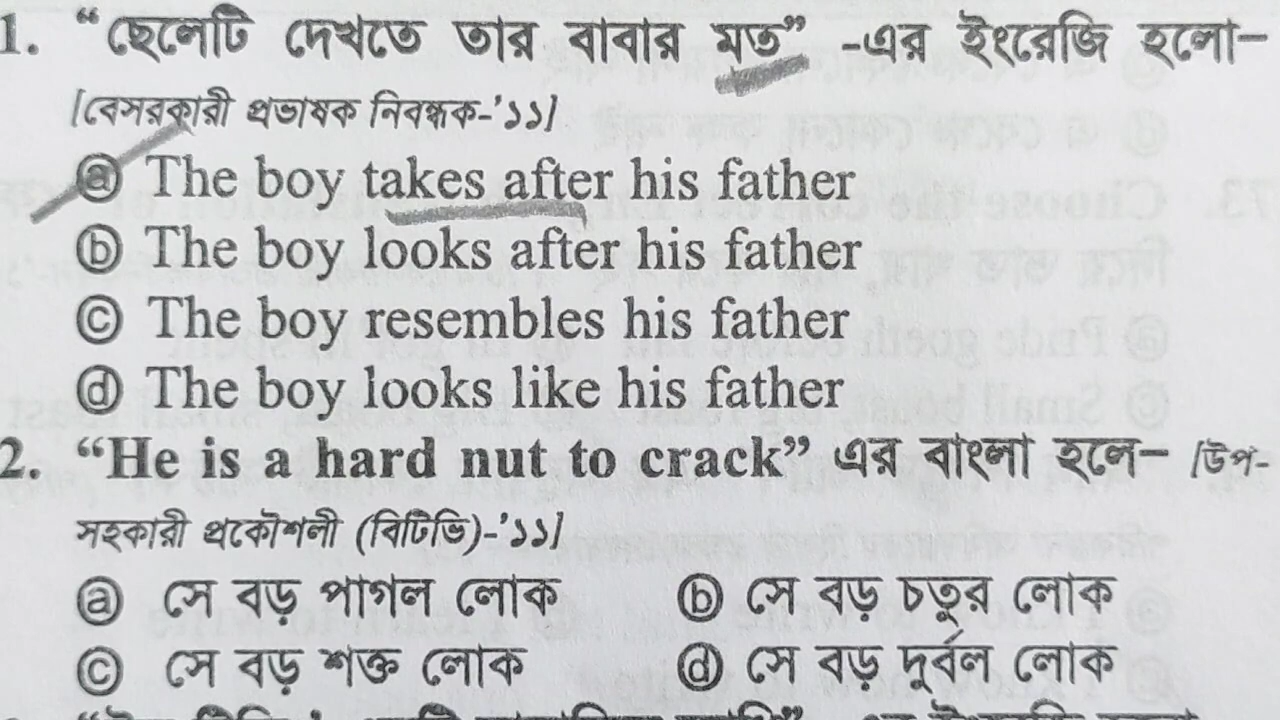 1. “ছেলেটি দেখতে তার বাবার মত” -এর ইংরেজি হলো–
[বেসরকারী প্রভাষক নিবন্ধক-’১১]
ⓐ The boy takes after his father
ⓑ The boy looks after his father
ⓒ The boy resembles his father
ⓓ The boy looks like his father
2. “He is a hard nut to crack” এর বাংলা হলে– [উপ-
সহকারী প্রকৌশলী (বিটিভি)-’১১]
ⓐ সে বড় পাগল লোক ⓑ সে বড় চতুর লোক
ⓒ সে বড় শক্ত লোক ⓓ সে বড় দুর্বল লোক